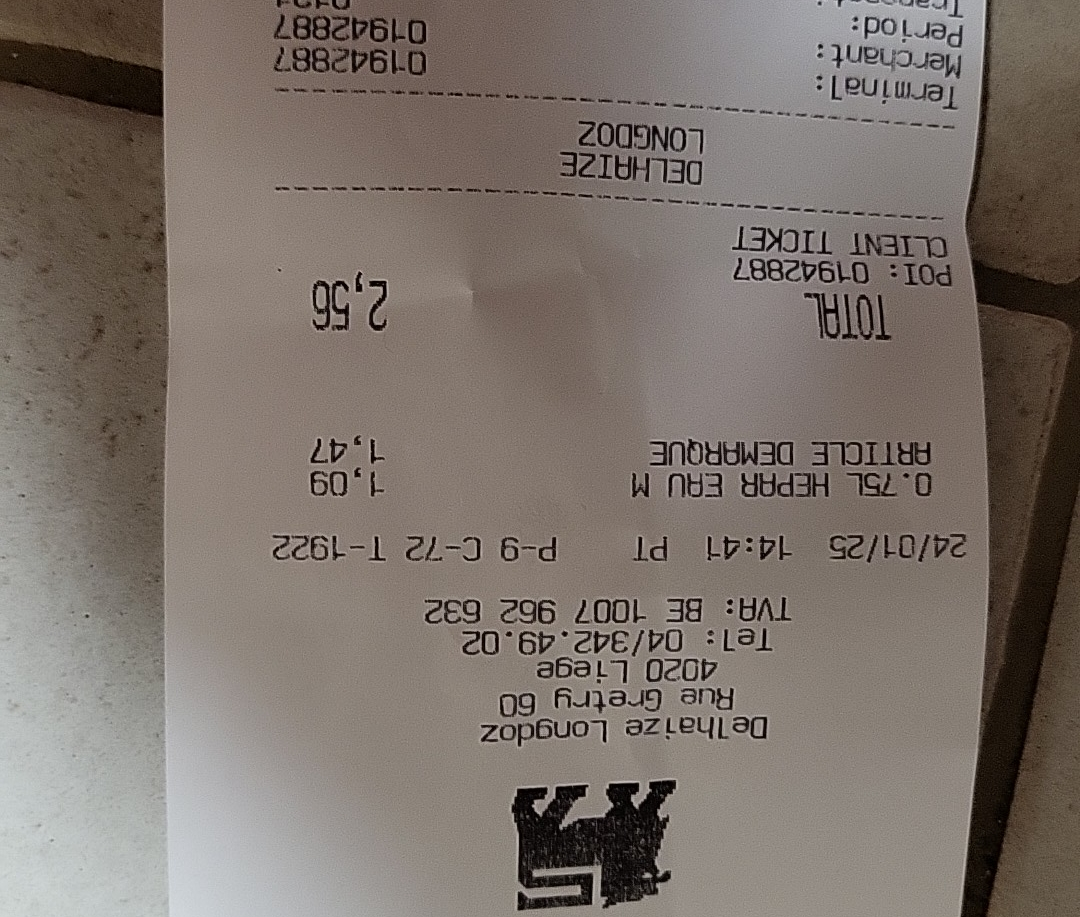 Delhaize Longdoz
Rue Gretry 60
4020 Liege
Tel: 04/342.49.02
TVA: BE 1007 962 632
24/01/25 14:41 PT P-9 C-72 T-1922
0.75L HEPAR EAU M 1,09
ARTICLE DEMARQUE 1,47
TOTAL 2,56
POI: 01942887
CLIENT TICKET
DELHAIZE
LONGDOZ
Terminal: 01942887
Merchant: 01942887
Period: